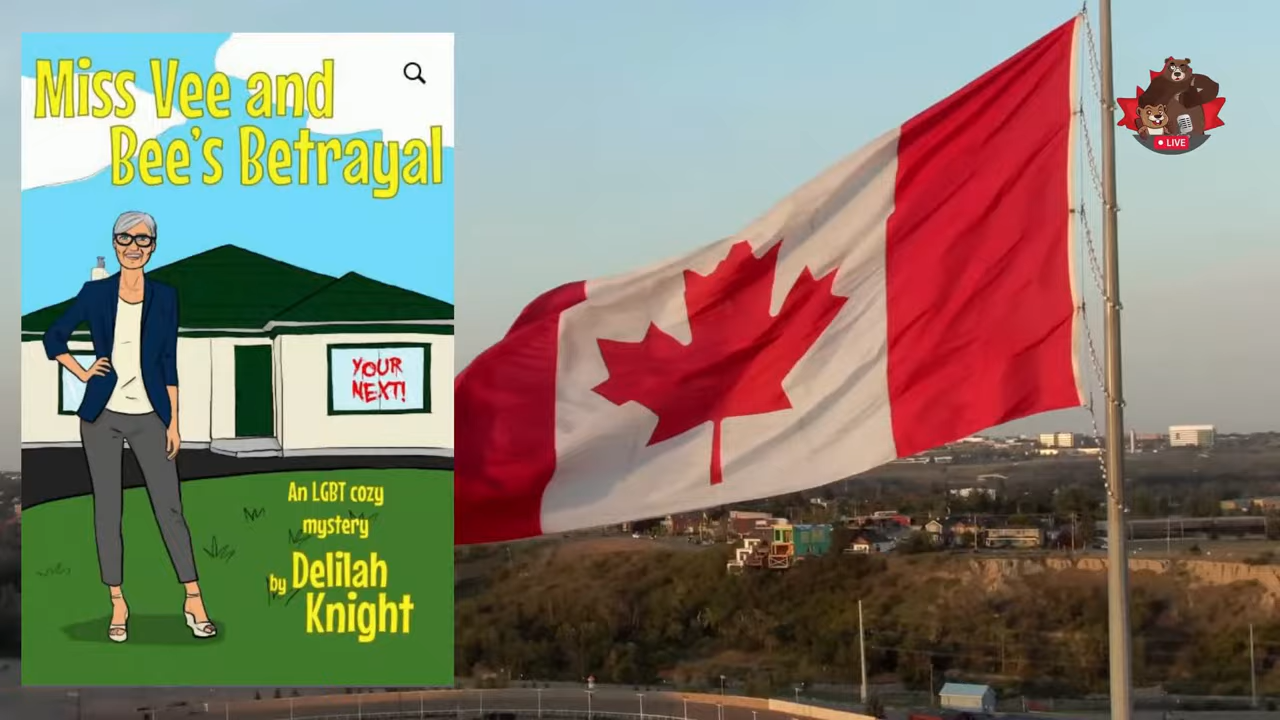 Miss Vee and
Bee's Betrayal
YOUR
NEXT!
An LGBT cozy
mystery
by Delilah
Knight
LIVE